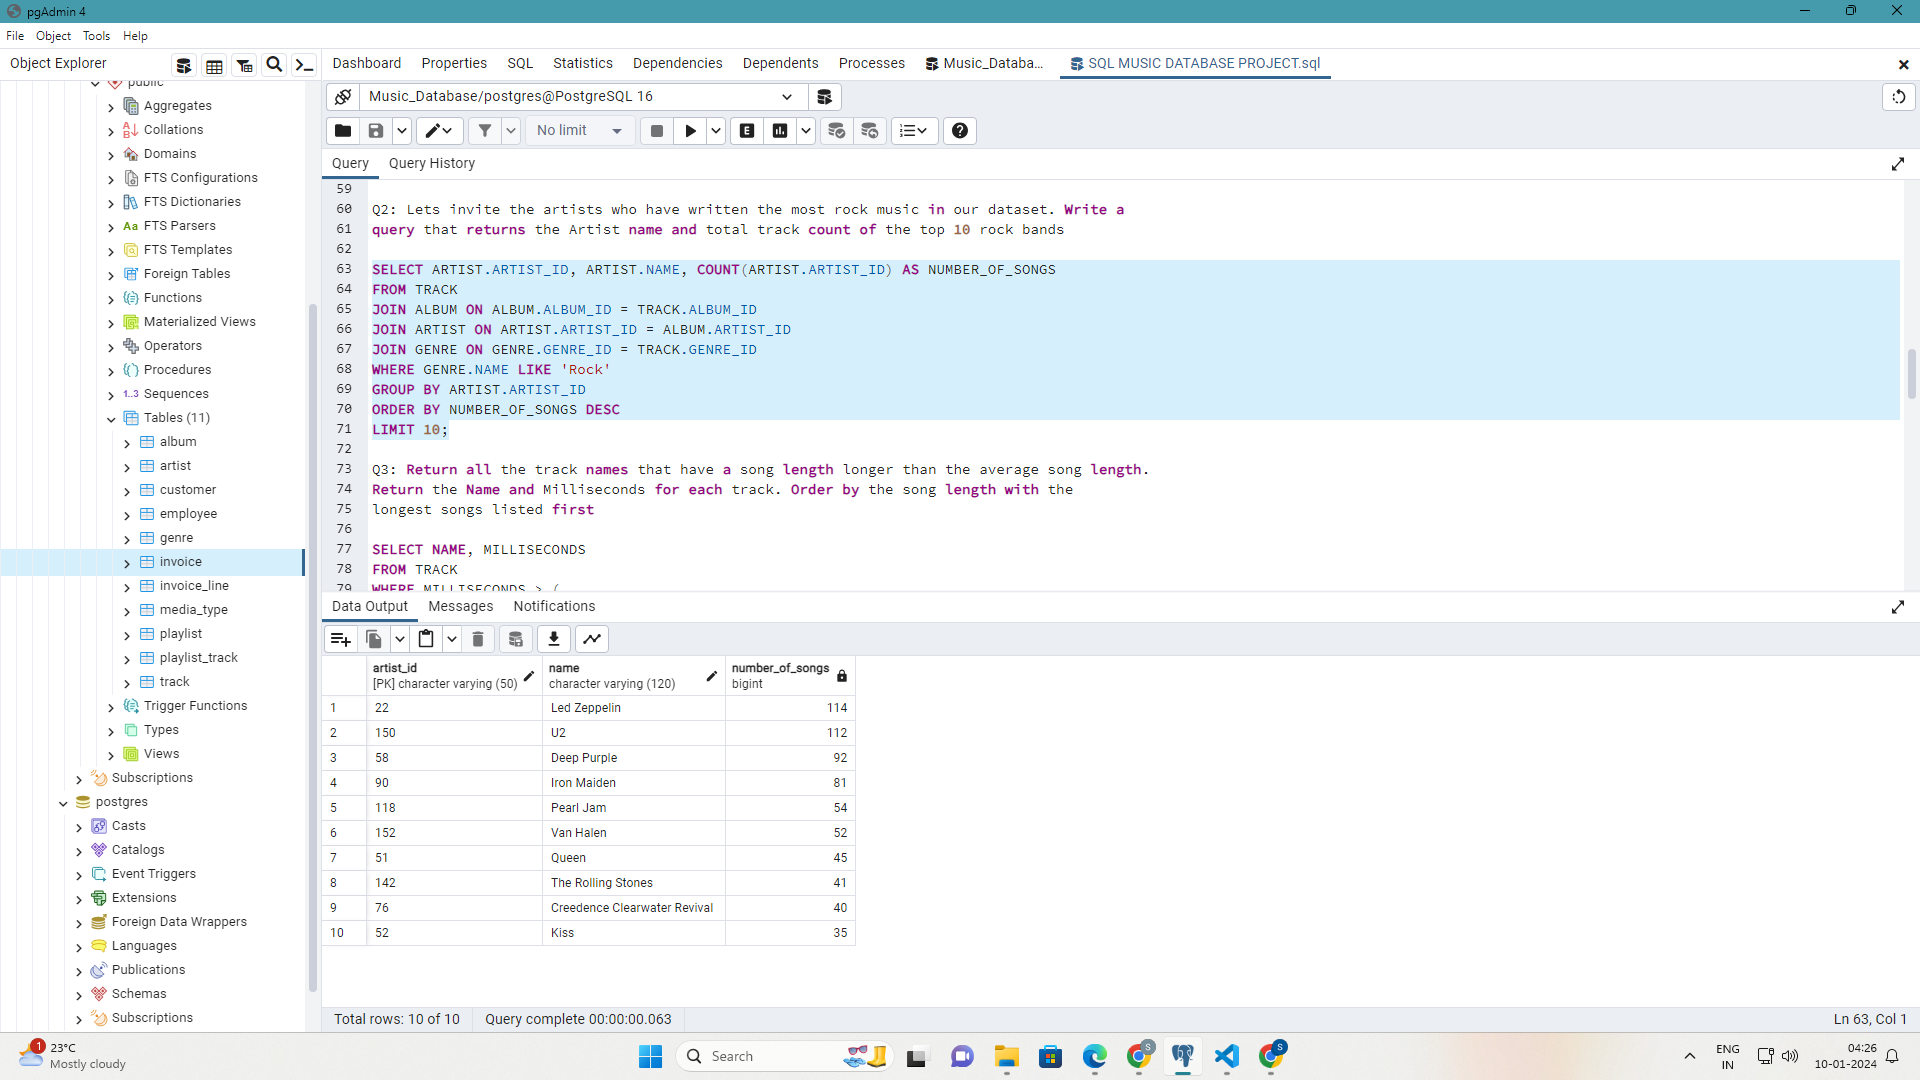 pgAdmin 4
File Object Tools Help
Object Explorer
Dashboard Properties SQL Statistics Dependencies Dependents Processes Music_Databa... SQL MUSIC DATABASE PROJECT.sql
public
Aggregates
Collations
Domains
FTS Configurations
FTS Dictionaries
Aa FTS Parsers
FTS Templates
Foreign Tables
Functions
Materialized Views
Operators
Procedures
1..3 Sequences
Tables (11)
album
artist
customer
employee
genre
invoice
invoice_line
media_type
playlist
playlist_track
track
Trigger Functions
Types
Views
Subscriptions
postgres
Casts
Catalogs
Event Triggers
Extensions
Foreign Data Wrappers
Languages
Publications
Schemas
Subscriptions
Music_Database/postgres@PostgreSQL 16
No limit
E
Query Query History
59
60 Q2: Lets invite the artists who have written the most rock music in our dataset. Write a
61 query that returns the Artist name and total track count of the top 10 rock bands
62
63 SELECT ARTIST.ARTIST_ID, ARTIST.NAME, COUNT(ARTIST.ARTIST_ID) AS NUMBER_OF_SONGS
64 FROM TRACK
65 JOIN ALBUM ON ALBUM.ALBUM_ID = TRACK.ALBUM_ID
66 JOIN ARTIST ON ARTIST.ARTIST_ID = ALBUM.ARTIST_ID
67 JOIN GENRE ON GENRE.GENRE_ID = TRACK.GENRE_ID
68 WHERE GENRE.NAME LIKE 'Rock'
69 GROUP BY ARTIST.ARTIST_ID
70 ORDER BY NUMBER_OF_SONGS DESC
71 LIMIT 10;
72
73 Q3: Return all the track names that have a song length longer than the average song length.
74 Return the Name and Milliseconds for each track. Order by the song length with the
75 longest songs listed first
76
77 SELECT NAME, MILLISECONDS
78 FROM TRACK
79 WHERE MILLISECONDS > (
Data Output Messages Notifications
artist_id name number_of_songs
[PK] character varying (50) character varying (120) bigint
1 22 Led Zeppelin 114
2 150 U2 112
3 58 Deep Purple 92
4 90 Iron Maiden 81
5 118 Pearl Jam 54
6 152 Van Halen 52
7 51 Queen 45
8 142 The Rolling Stones 41
9 76 Creedence Clearwater Revival 40
10 52 Kiss 35
Total rows: 10 of 10 Query complete 00:00:00.063 Ln 63, Col 1
1 23°C
Mostly cloudy
Search
S
S
ENG
IN
04:26
10-01-2024